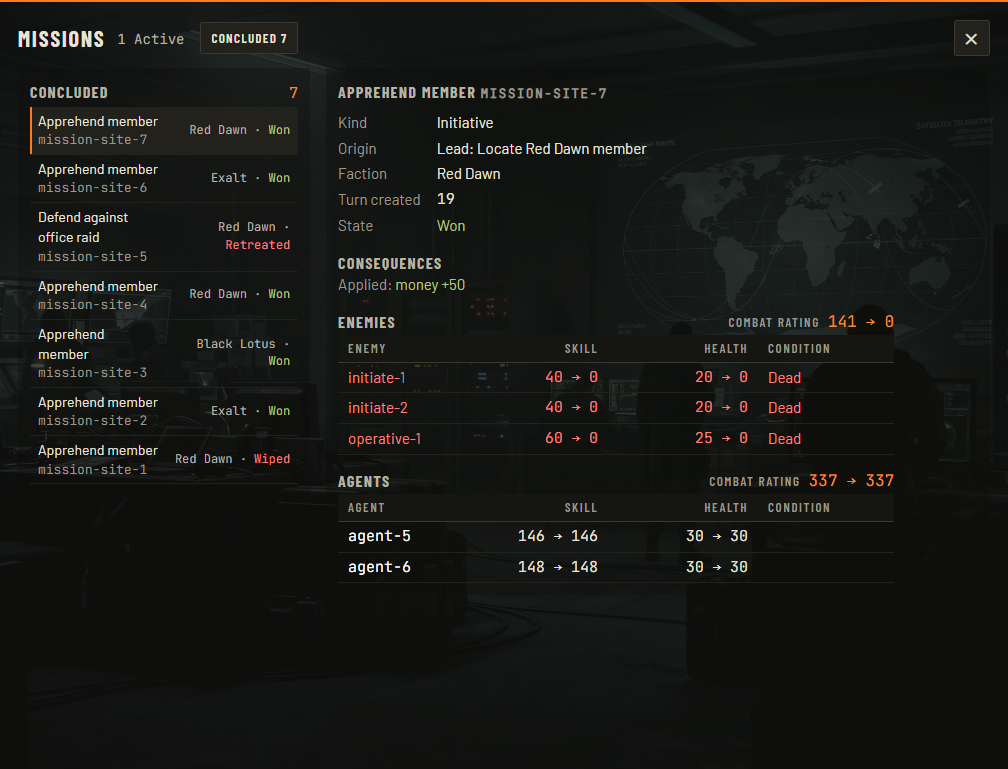 MISSIONS 1 Active CONCLUDED 7
CONCLUDED 7
Apprehend member
mission-site-7
Red Dawn · Won
Apprehend member
mission-site-6
Exalt · Won
Defend against
office raid
mission-site-5
Red Dawn ·
Retreated
Apprehend member
mission-site-4
Red Dawn · Won
Apprehend
member
mission-site-3
Black Lotus ·
Won
Apprehend member
mission-site-2
Exalt · Won
Apprehend member
mission-site-1
Red Dawn · Wiped
APPREHEND MEMBER MISSION-SITE-7
Kind Initiative
Origin Lead: Locate Red Dawn member
Faction Red Dawn
Turn created 19
State Won
CONSEQUENCES
Applied: money +50
ENEMIES COMBAT RATING 141 → 0
ENEMY SKILL HEALTH CONDITION
initiate-1 40 → 0 20 → 0 Dead
initiate-2 40 → 0 20 → 0 Dead
operative-1 60 → 0 25 → 0 Dead
AGENTS COMBAT RATING 337 → 337
AGENT SKILL HEALTH CONDITION
agent-5 146 → 146 30 → 30
agent-6 148 → 148 30 → 30
SATELLITE TELEMETRY